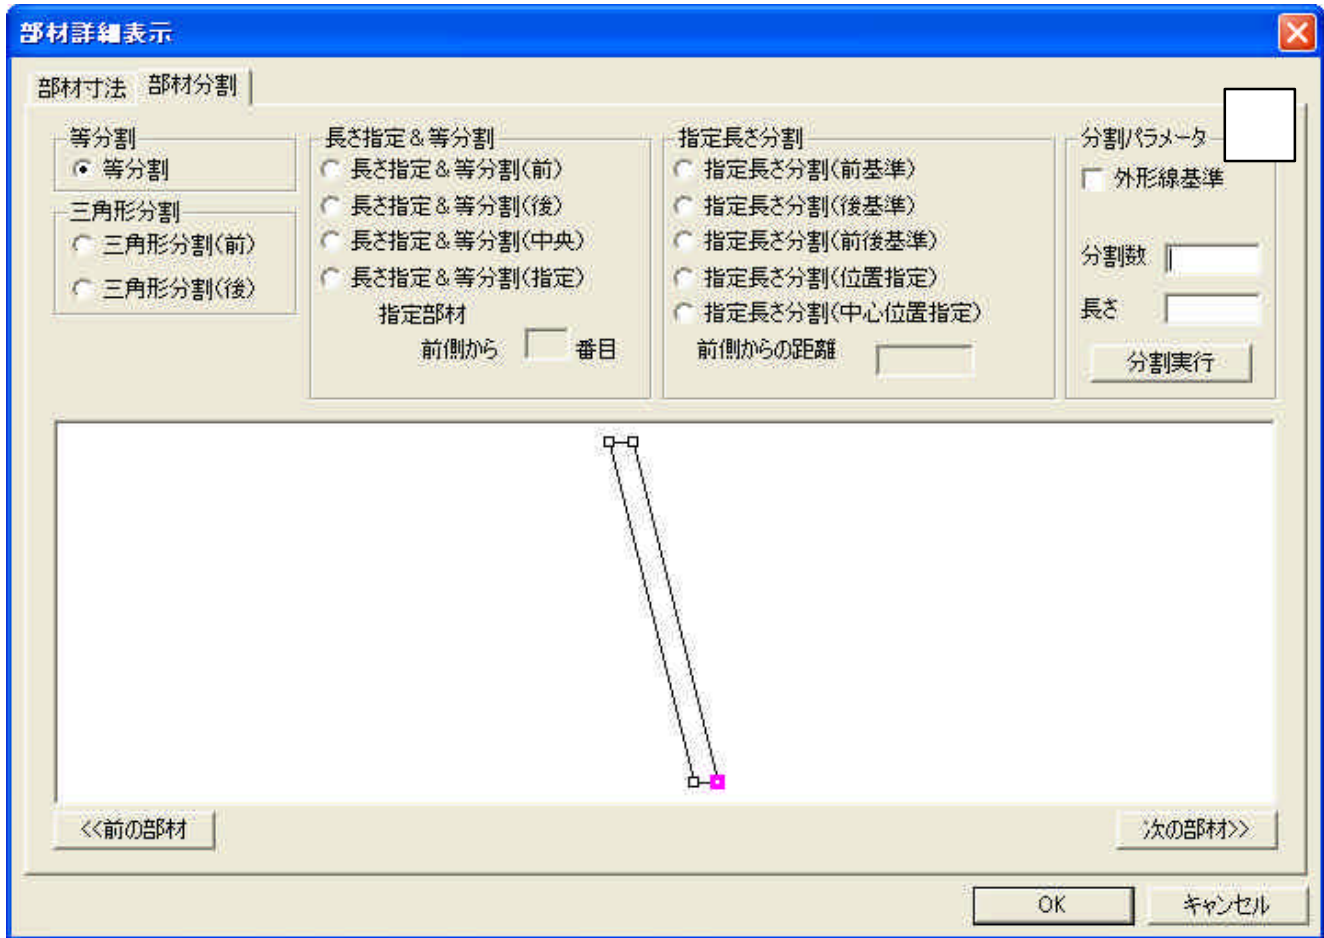 部材詳細表示
部材寸法 部材分割
等分割
等分割
三角形分割
三角形分割(前)
三角形分割(後)
長さ指定&等分割
長さ指定&等分割(前)
長さ指定&等分割(後)
長さ指定&等分割(中央)
長さ指定&等分割(指定)
指定部材
前側から 番目
指定長さ分割
指定長さ分割(前基準)
指定長さ分割(後基準)
指定長さ分割(前後基準)
指定長さ分割(位置指定)
指定長さ分割(中心位置指定)
前側からの距離
分割パラメータ
外形線基準
分割数
長さ
分割実行
<<前の部材
次の部材>>
OK
キャンセル